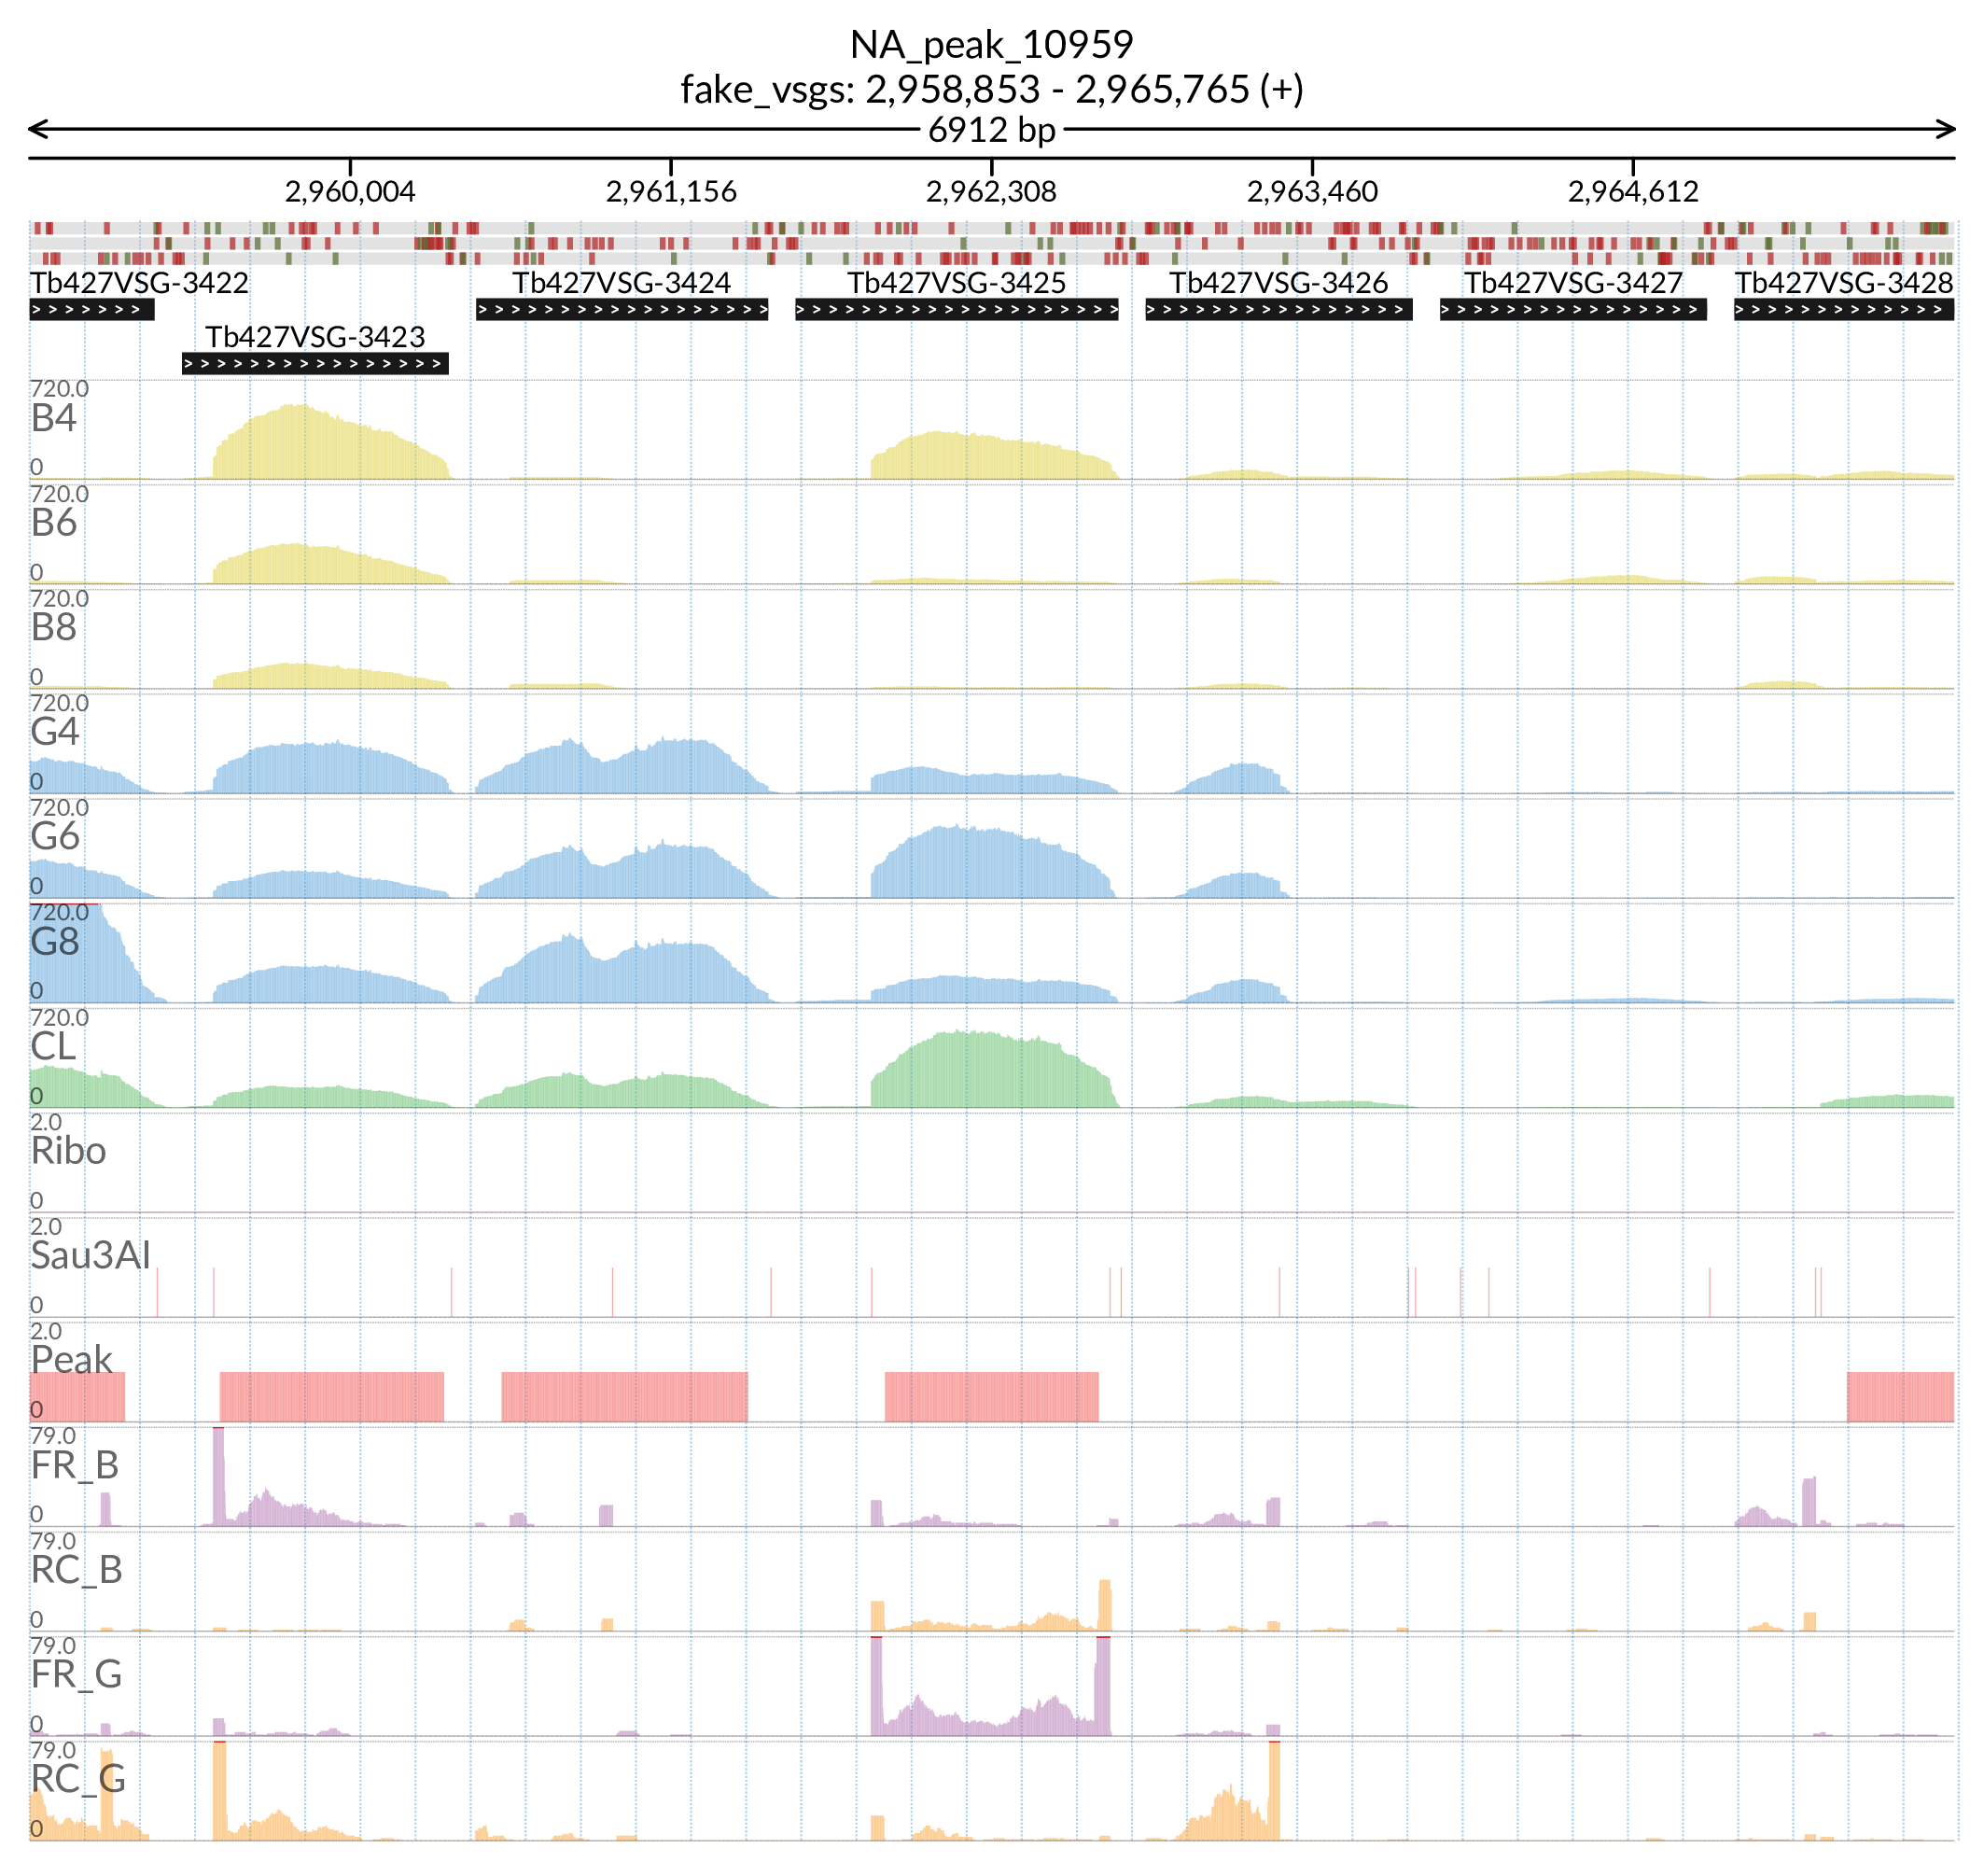 NA_peak_10959
fake_vsgs: 2,958,853 - 2,965,765 (+)
6912 bp
2,960,004 2,961,156 2,962,308 2,963,460 2,964,612
Tb427VSG-3422 Tb427VSG-3424 Tb427VSG-3425 Tb427VSG-3426 Tb427VSG-3427 Tb427VSG-3428
Tb427VSG-3423
720.0
B4
0
720.0
B6
0
720.0
B8
0
720.0
G4
0
720.0
G6
0
720.0
G8
0
720.0
CL
0
2.0
Ribo
0
2.0
Sau3AI
0
2.0
Peak
0
79.0
FR_B
0
79.0
RC_B
0
79.0
FR_G
0
79.0
RC_G
0